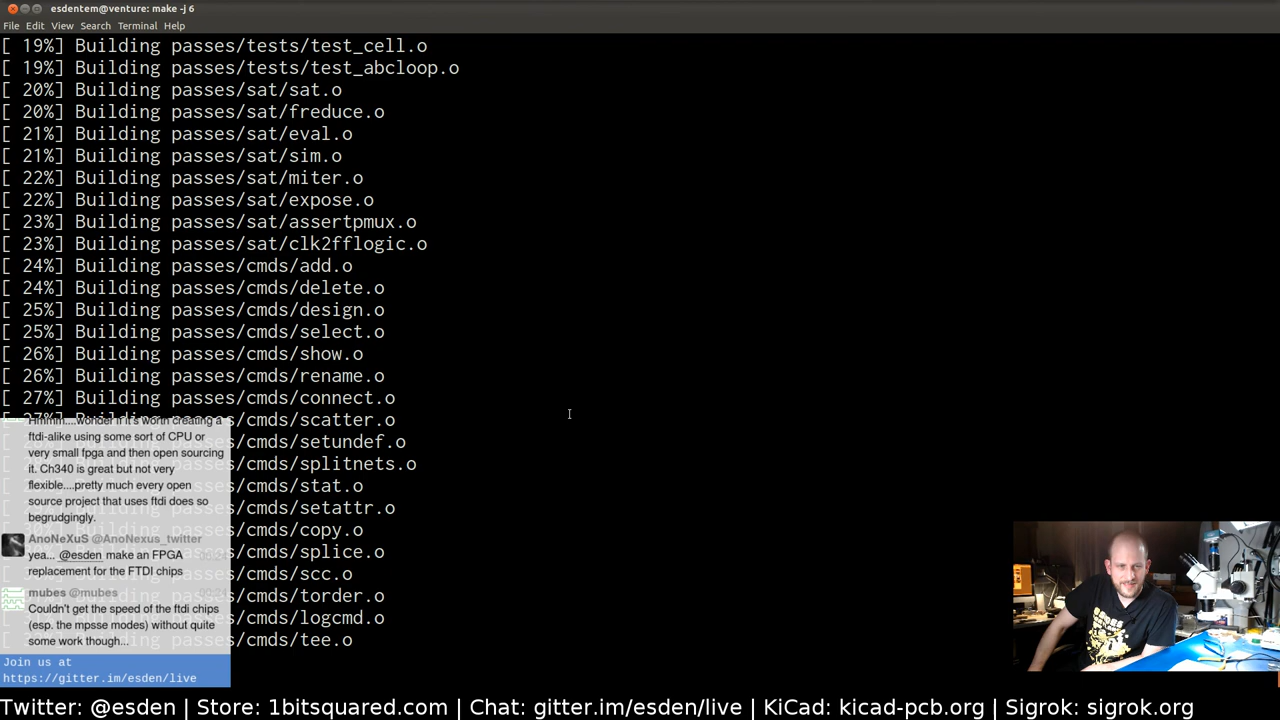 esdentem@venture: make -j 6
File Edit View Search Terminal Help
[ 19%] Building passes/tests/test_cell.o
[ 19%] Building passes/tests/test_abcloop.o
[ 20%] Building passes/sat/sat.o
[ 20%] Building passes/sat/freduce.o
[ 21%] Building passes/sat/eval.o
[ 21%] Building passes/sat/sim.o
[ 22%] Building passes/sat/miter.o
[ 22%] Building passes/sat/expose.o
[ 23%] Building passes/sat/assertpmux.o
[ 23%] Building passes/sat/clk2fflogic.o
[ 24%] Building passes/cmds/add.o
[ 24%] Building passes/cmds/delete.o
[ 25%] Building passes/cmds/design.o
[ 25%] Building passes/cmds/select.o
[ 26%] Building passes/cmds/show.o
[ 26%] Building passes/cmds/rename.o
[ 27%] Building passes/cmds/connect.o
[ 27%] Building passes/cmds/scatter.o
s/cmds/setundef.o
s/cmds/splitnets.o
s/cmds/stat.o
s/cmds/setattr.o
s/cmds/copy.o
s/cmds/splice.o
s/cmds/scc.o
s/cmds/torder.o
s/cmds/logcmd.o
s/cmds/tee.o
Hmmm....wonder if it's worth creating a
ftdi-alike using some sort of CPU or
very small fpga and then open sourcing
it. Ch340 is great but not very
flexible....pretty much every open
source project that uses ftdi does so
begrudgingly.
AnoNeXuS @AnoNexus_twitter
yea... @esden make an FPGA
replacement for the FTDI chips
mubes @mubes
Couldn't get the speed of the ftdi chips
(esp. the mpsse modes) without quite
some work though...
Join us at
https://gitter.im/esden/live
Twitter: @esden | Store: 1bitsquared.com | Chat: gitter.im/esden/live | KiCad: kicad-pcb.org | Sigrok: sigrok.org